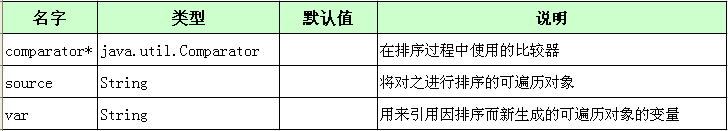 名字 类型 默认值 说明
comparator* java.util.Comparator 在排序过程中使用的比较器
source String 将对之进行排序的可遍历对象
var String 用来引用因排序而新生成的可遍历对象的变量